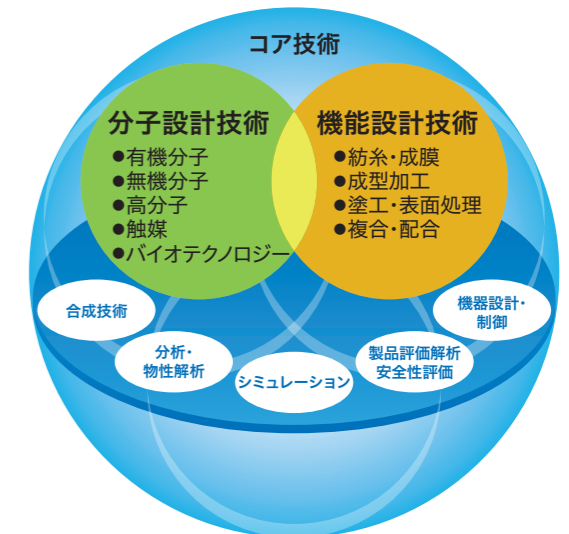 コア技術
分子設計技術
●有機分子
●無機分子
●高分子
●触媒
●バイオテクノロジー
機能設計技術
●紡糸・成膜
●成型加工
●塗工・表面処理
●複合・配合
合成技術
分析・
物性解析
シミュレーション
製品評価解析
安全性評価
機器設計・
制御